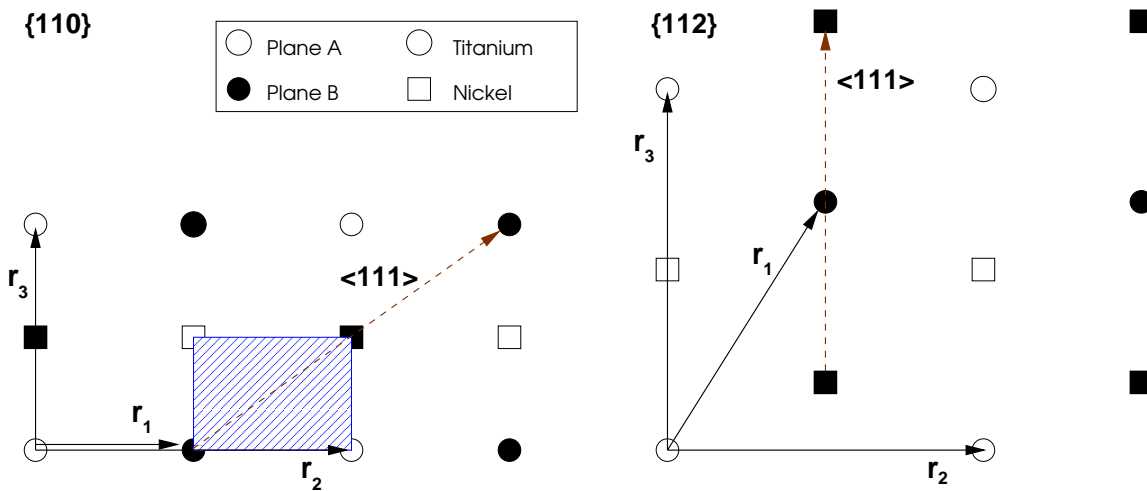 {110}
Plane A
Titanium
Plane B
Nickel
<111>
r3
r1
r2
{112}
<111>
r3
r1
r2